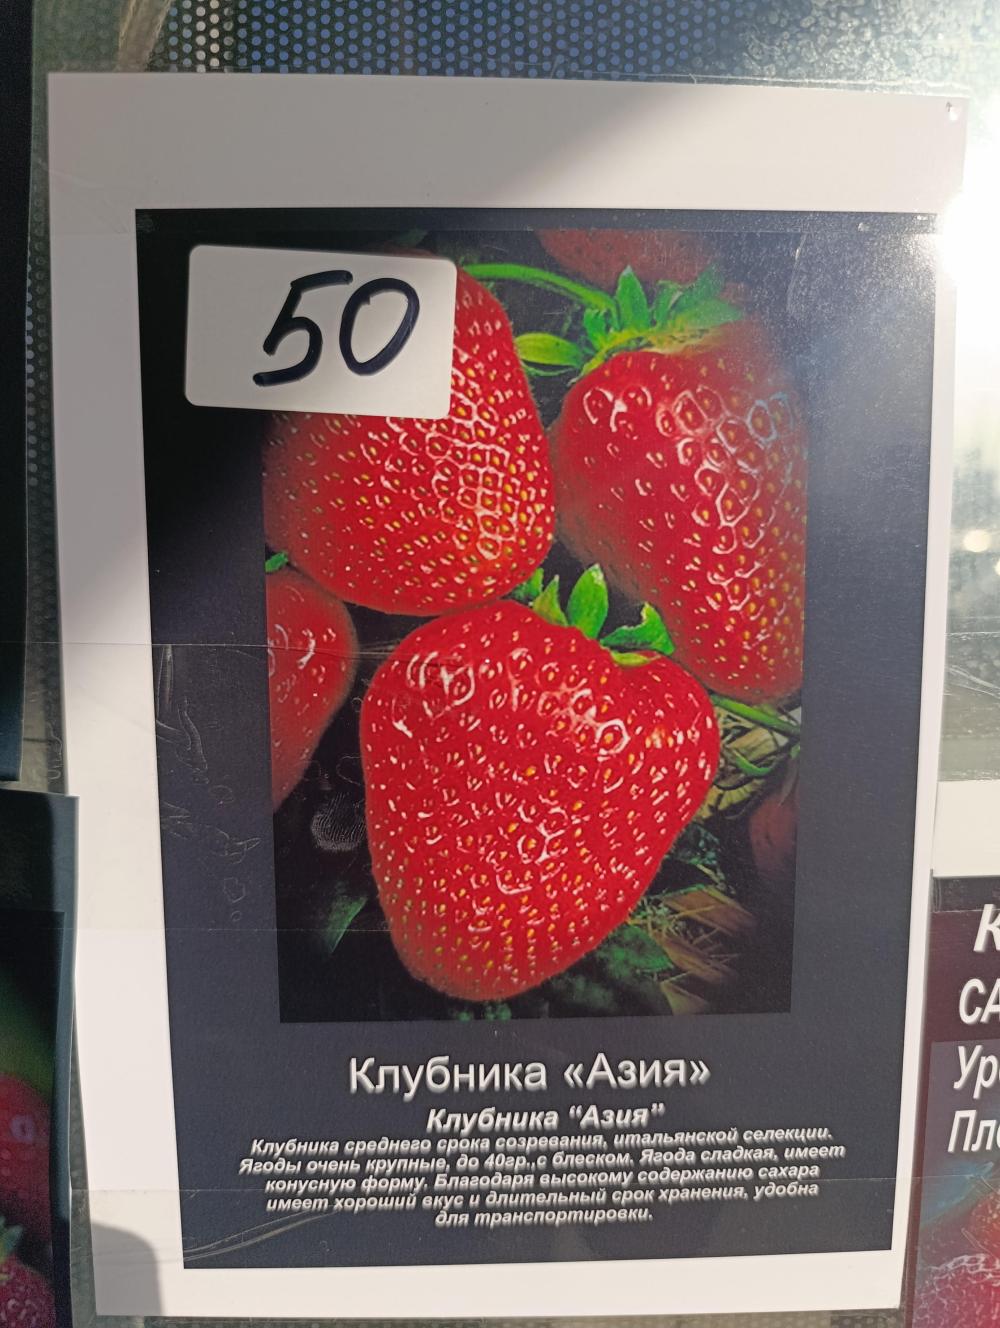 50
Клубника «Азия»
Клубника “Азия”
Клубника среднего срока созревания, итальянской селекции.
Ягоды очень крупные, до 40гр.,с блеском. Ягода сладкая, имеет
конусную форму. Благодаря высокому содержанию сахара
имеет хороший вкус и длительный срок хранения, удобна
для транспортировки.